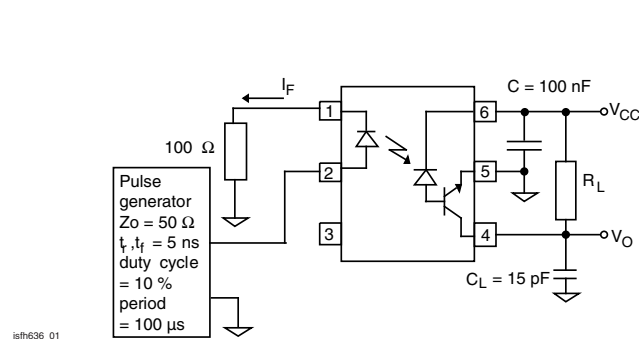 I_F
C = 100 nF
1
6
V_CC
100 Ω
2
5
R_L
Pulse
generator
Zo = 50 Ω
t_r ,t_f = 5 ns
duty cycle
= 10 %
period
= 100 µs
3
4
V_O
C_L = 15 pF
isfh636_01